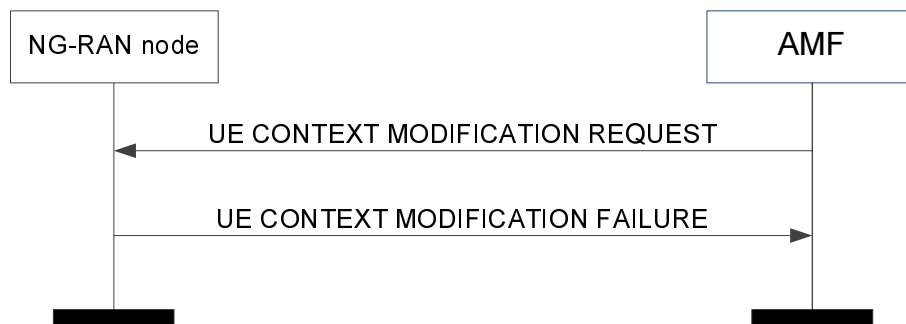 NG-RAN node
AMF
UE CONTEXT MODIFICATION REQUEST
UE CONTEXT MODIFICATION FAILURE